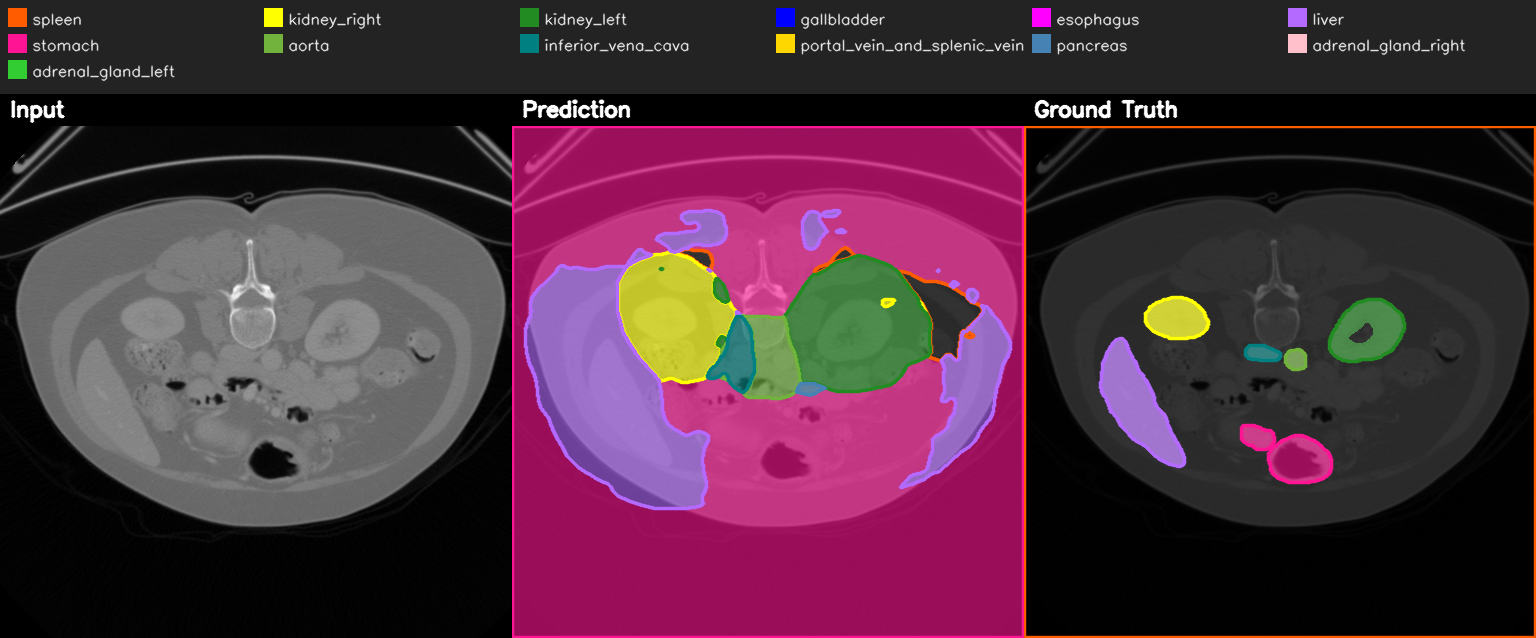 spleen kidney_right kidney_left gallbladder esophagus liver
stomach aorta inferior_vena_cava portal_vein_and_splenic_vein pancreas adrenal_gland_right
adrenal_gland_left
Input Prediction Ground Truth